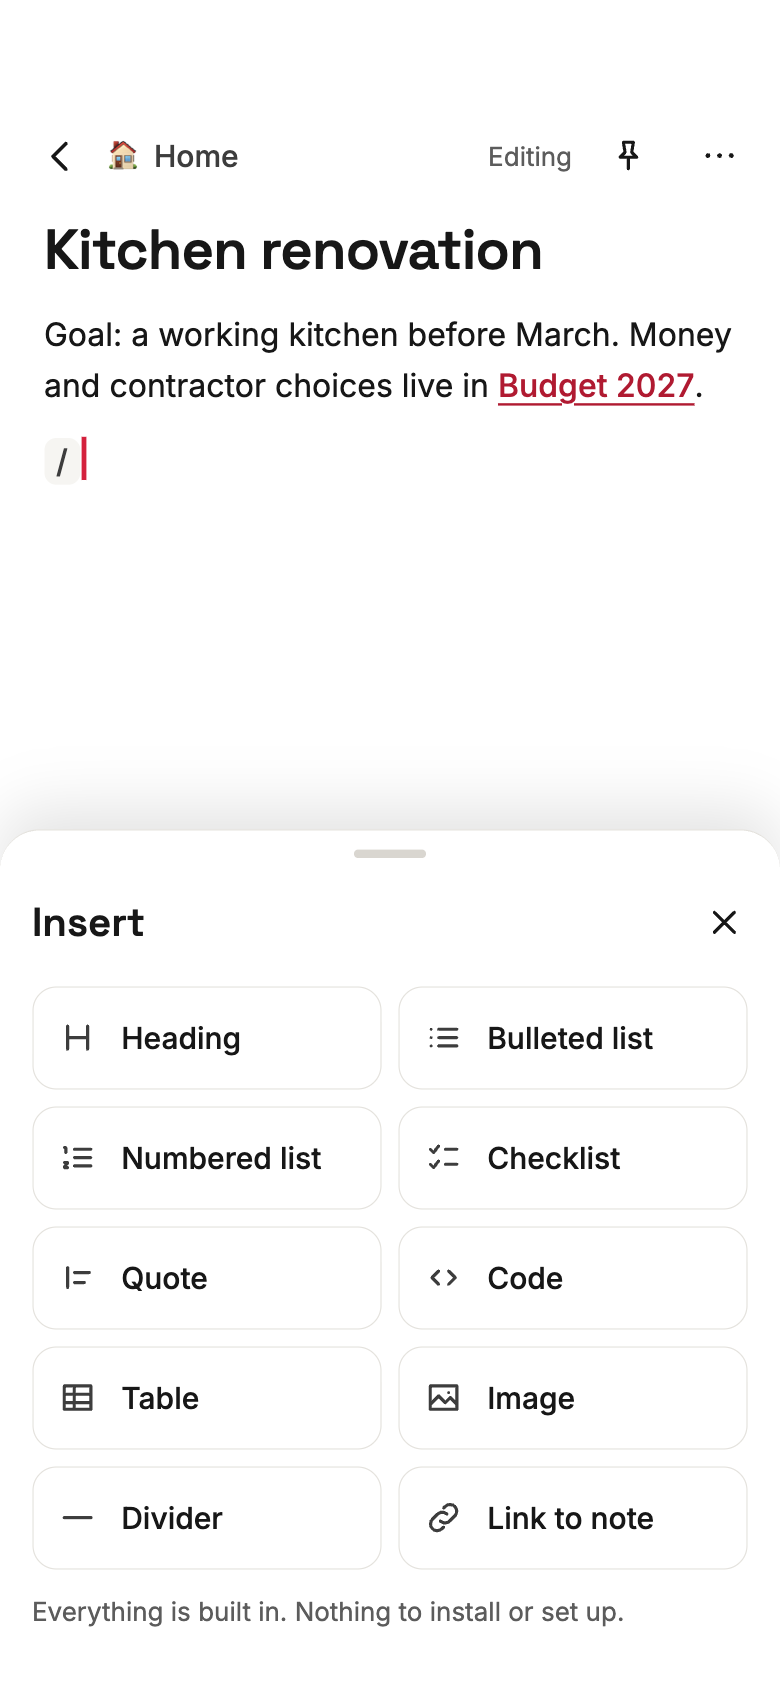 Home
Editing
Kitchen renovation
Goal: a working kitchen before March. Money
and contractor choices live in Budget 2027.
/
Insert
Heading
Bulleted list
Numbered list
Checklist
Quote
Code
Table
Image
Divider
Link to note
Everything is built in. Nothing to install or set up.